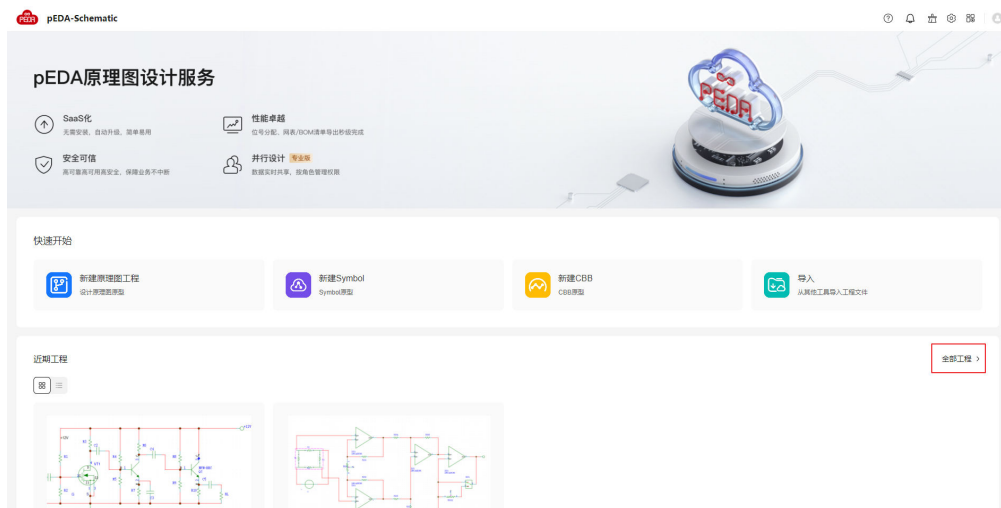 PEDA pEDA-Schematic
pEDA原理图设计服务
SaaS化
无需安装、自动升级、简单易用
性能卓越
位号分配、网表/BOM清单导出秒级完成
安全可信
高可靠高可用高安全，保障业务不中断
并行设计 专业版
数据实时共享，按角色管理权限
PEDA
快速开始
新建原理图工程
设计原理图原型
新建Symbol
Symbol原型
新建CBB
CBB原型
导入
从其他工具导入工程文件
近期工程
全部工程 >